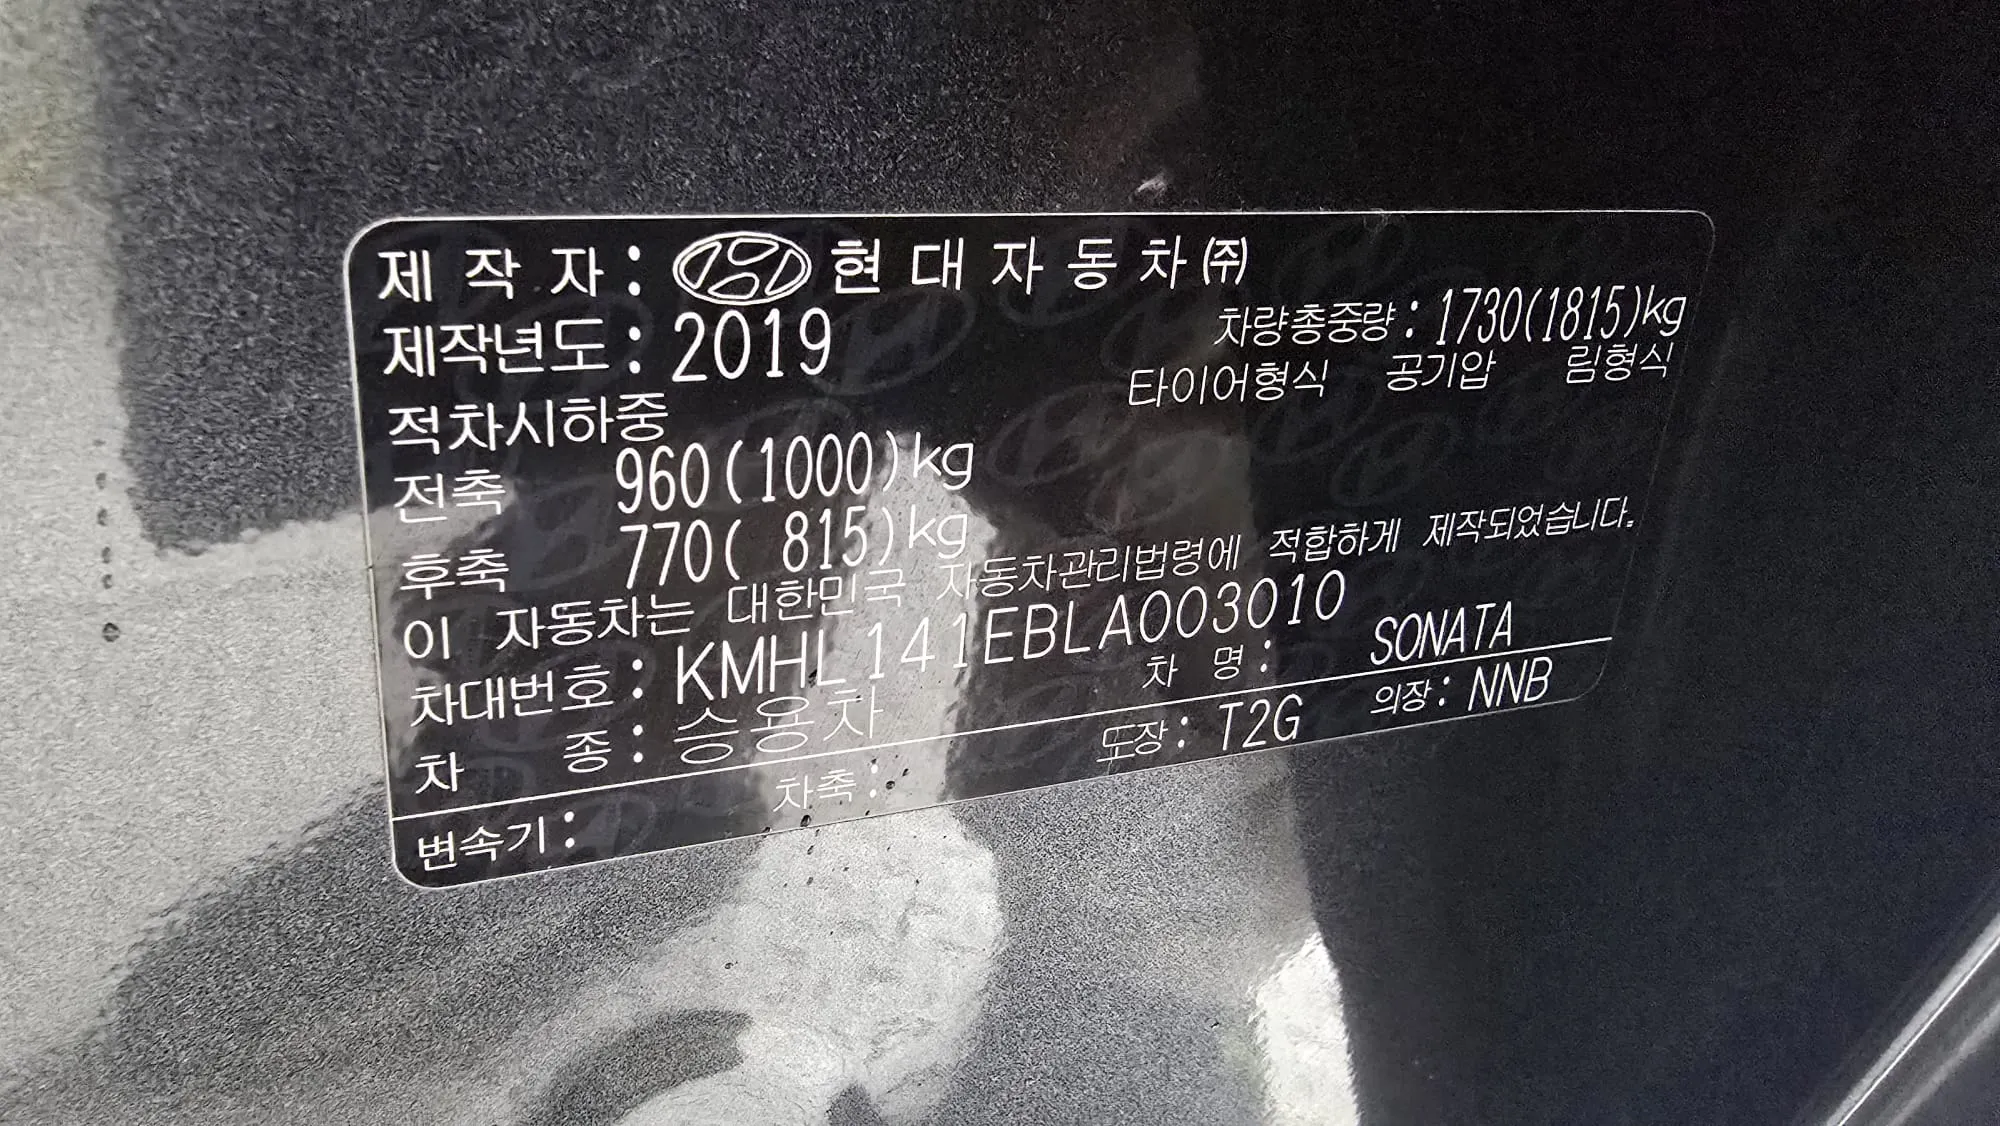 제 작 자 : 현 대 자 동 차 ㈜
제작년도 : 2019
차량총중량 : 1730(1815)kg
적차시하중
타이어형식 공기압 림형식
전축 960(1000)kg
후축 770( 815)kg
이 자동차는 대한민국 자동차관리법령에 적합하게 제작되었습니다.
차대번호 : KMHL141EBLA003010
차 종 : 승용차 차 명 : SONATA
변속기 : 차축 : 도장 : T2G 의장 : NNB